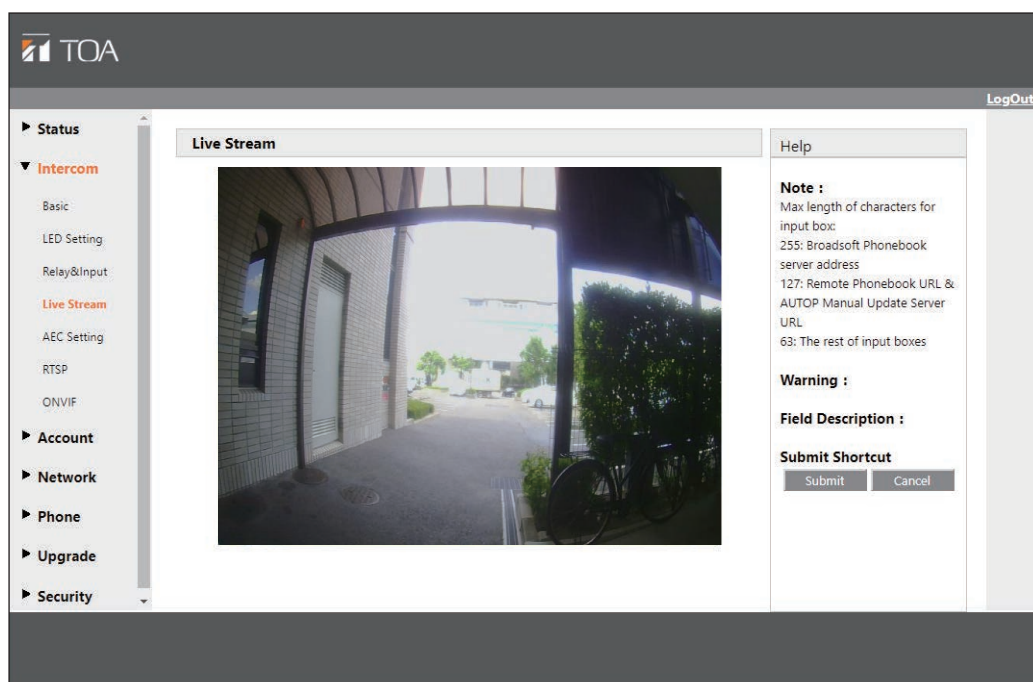 TOA
LogOut
Status
Intercom
Basic
LED Setting
Relay&Input
Live Stream
AEC Setting
RTSP
ONVIF
Account
Network
Phone
Upgrade
Security
Live Stream
Help
Note :
Max length of characters for
input box:
255: Broadsoft Phonebook
server address
127: Remote Phonebook URL &
AUTOP Manual Update Server
URL
63: The rest of input boxes
Warning :
Field Description :
Submit Shortcut
Submit Cancel